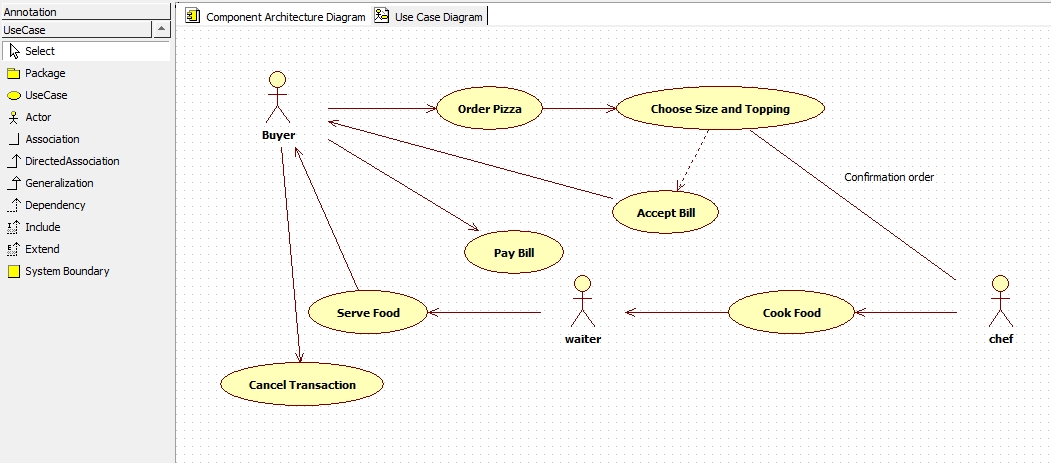 Annotation
UseCase
Select
Package
UseCase
Actor
Association
DirectedAssociation
Generalization
Dependency
Include
Extend
System Boundary
Component Architecture Diagram
Use Case Diagram
Buyer
Order Pizza
Choose Size and Topping
Confirmation order
Accept Bill
Pay Bill
Serve Food
waiter
Cook Food
chef
Cancel Transaction